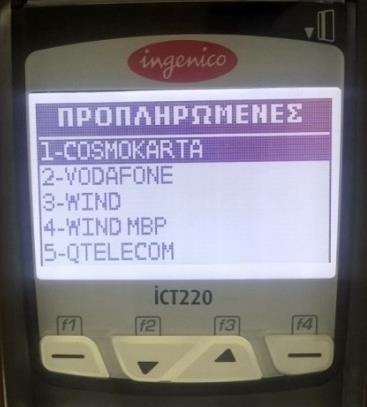 ingenico
ΠΡΟΠΛΗΡΩΜΕΝΕΣ
1-COSMOKARTA
2-VODAFONE
3-WIND
4-WIND MBP
5-QTELECOM
iCT220
f1 f2 f3 f4